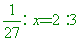 1/27 : x=2 : 3